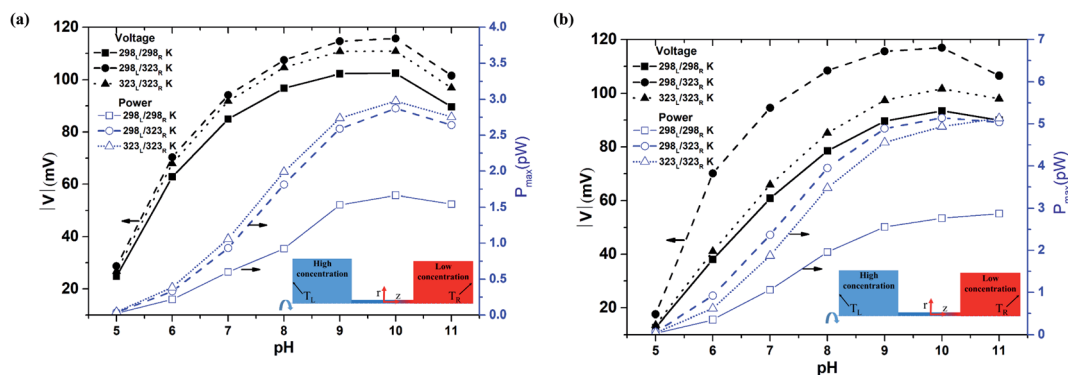 (a)
120
100
80
60
40
20
|V|(mV)
Voltage
298L/298R K
298L/323R K
323L/323R K
Power
298L/298R K
298L/323R K
323L/323R K
4.0
3.5
3.0
2.5
2.0
1.5
1.0
0.5
0.0
Pmax(pW)
High
concentration
TL
r
z
Low
concentration
TR
5 6 7 8 9 10 11
pH
(b)
120
100
80
60
40
20
|V|(mV)
Voltage
298L/298R K
298L/323R K
323L/323R K
Power
298L/298R K
298L/323R K
323L/323R K
7
6
5
4
3
2
1
0
Pmax(pW)
High
concentration
TL
r
z
Low
concentration
TR
5 6 7 8 9 10 11
pH